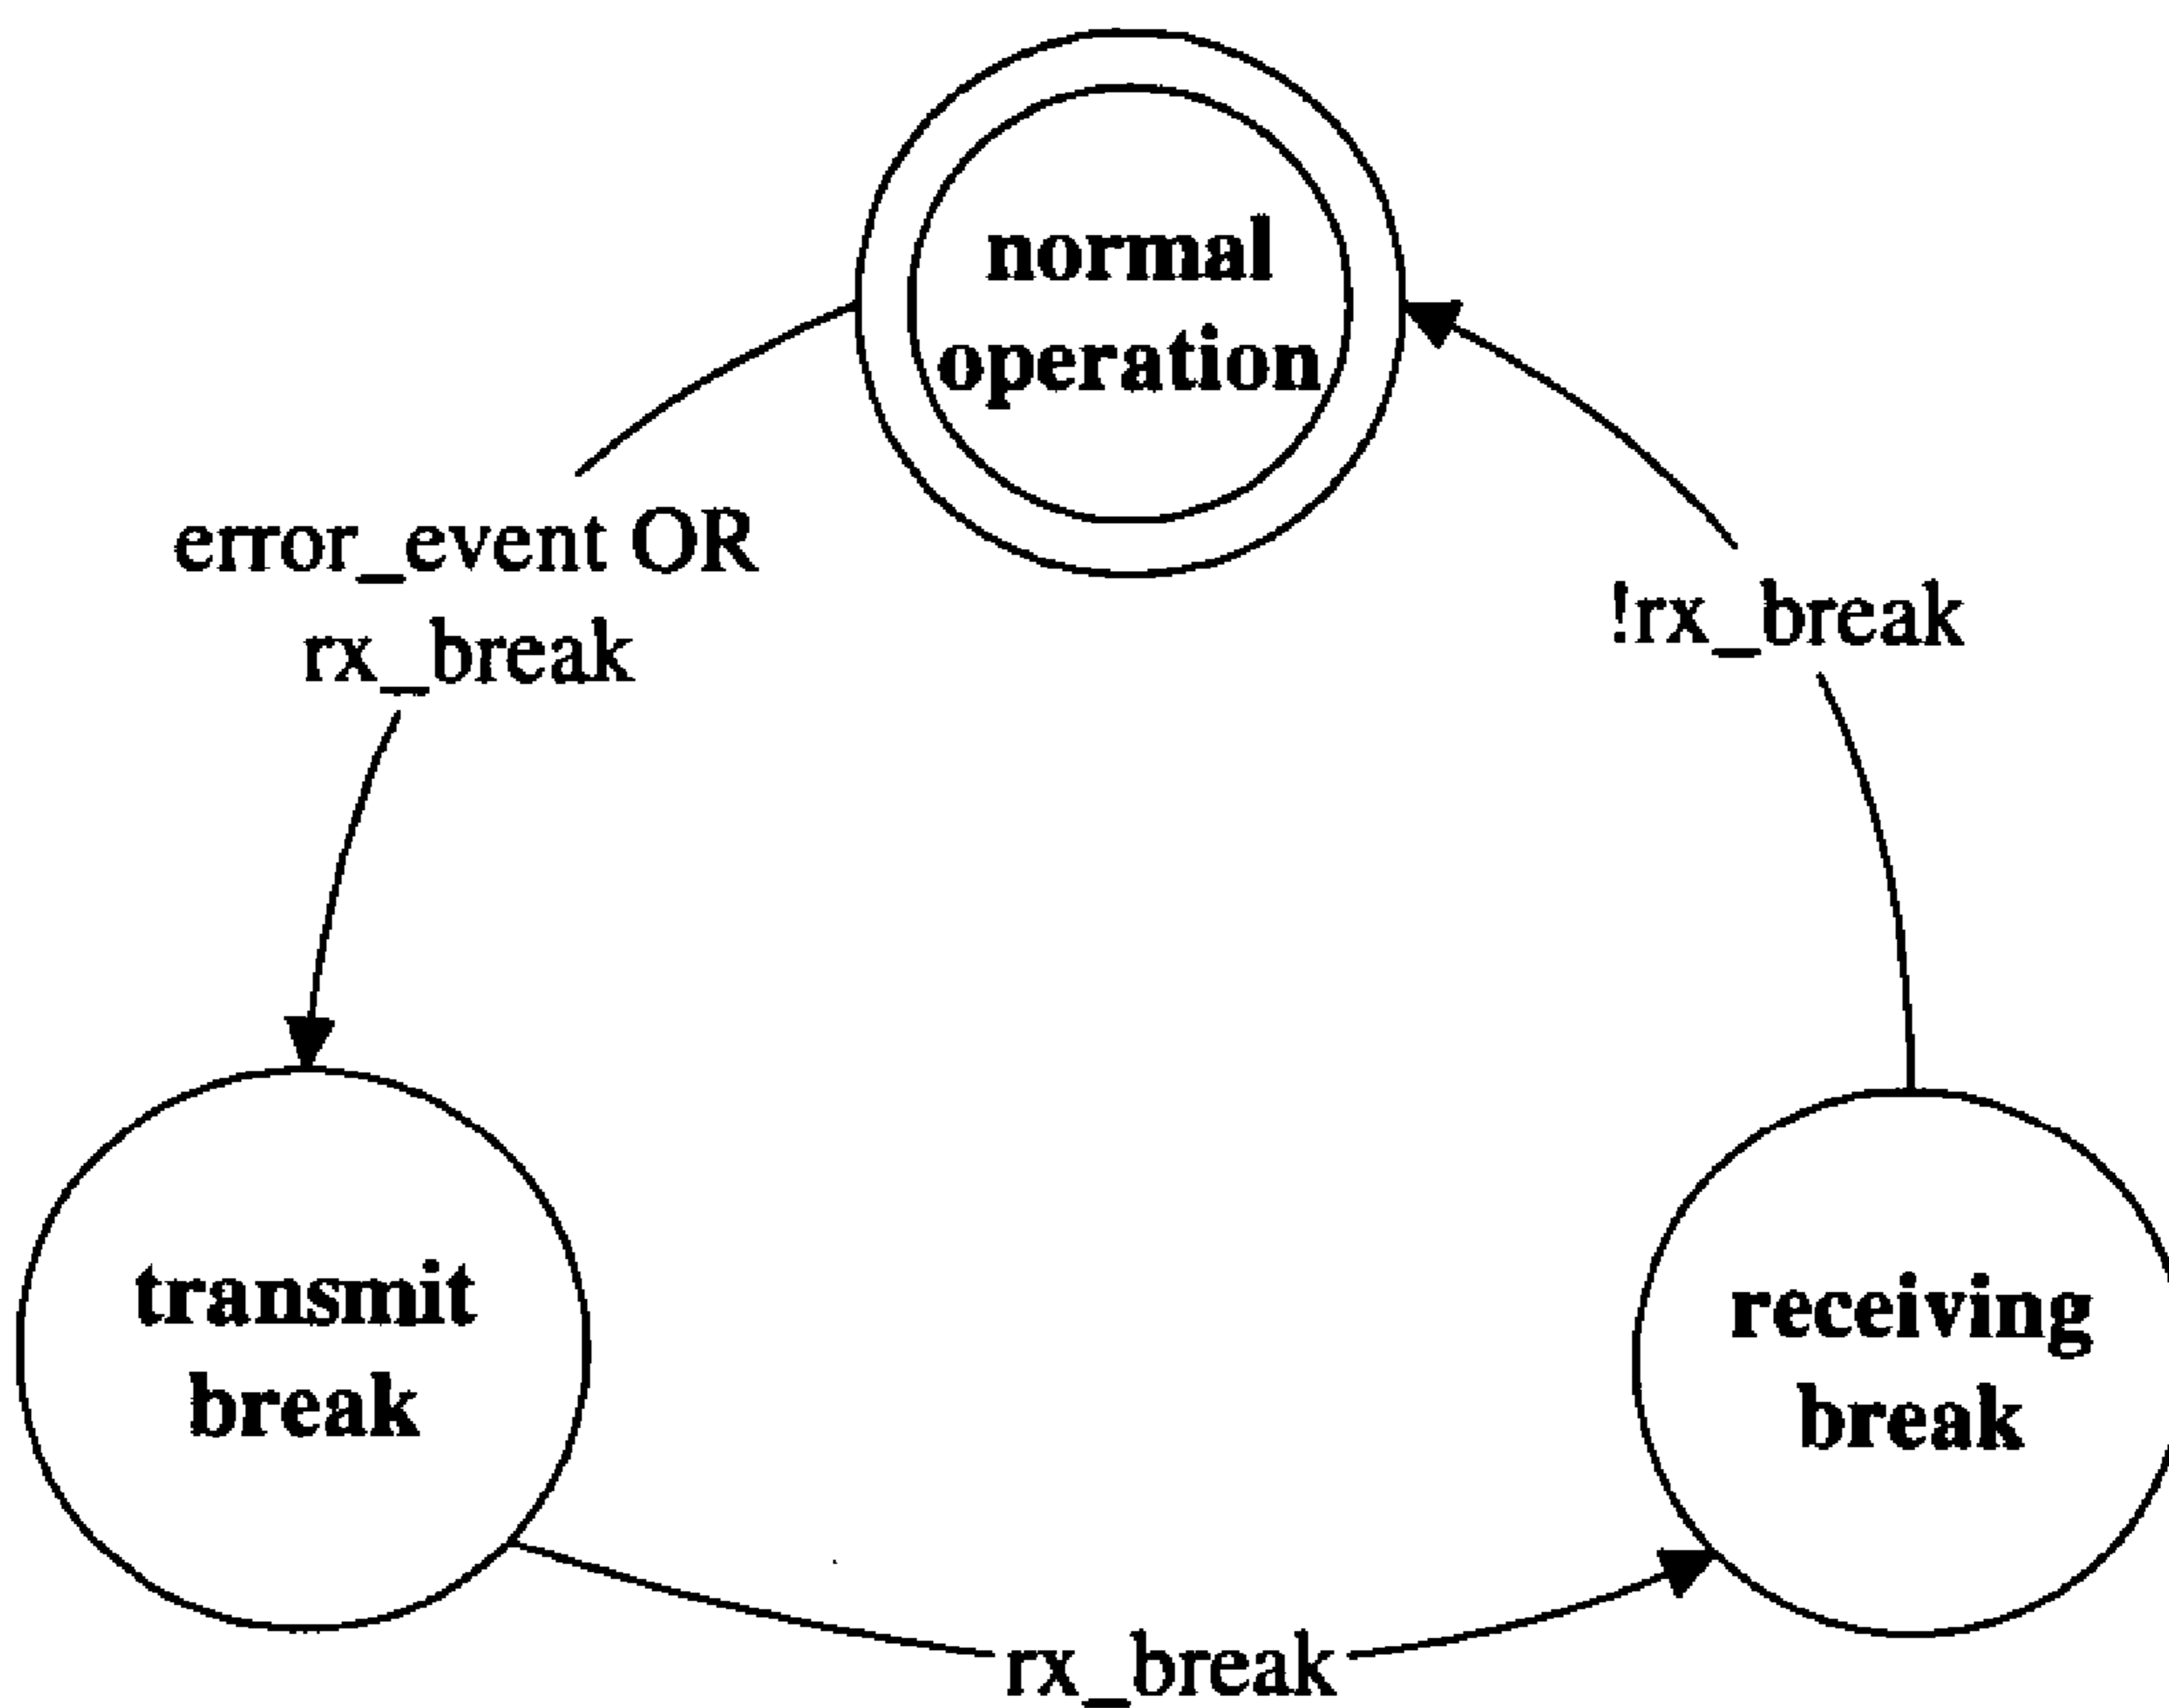 normal
operation
error_event OR
rx_break
!rx_break
transmit
break
receiving
break
rx_break